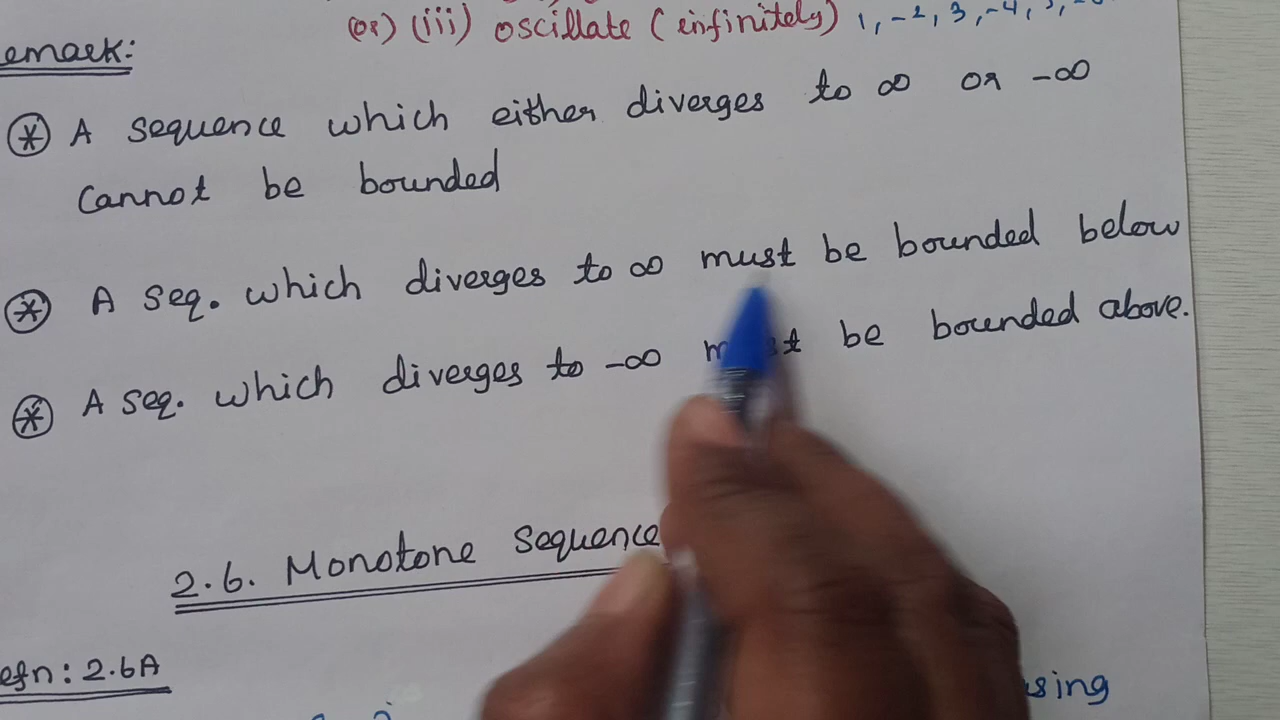 (or) (iii) oscillate (infinitely) 1, -2, 3, -4,
emark:
* A sequence which either diverges to ∞ or -∞
cannot be bounded
* A seq. which diverges to ∞ must be bounded below
* A seq. which diverges to -∞ must be bounded above.
2.6. Monotone Sequence
efn: 2.6A